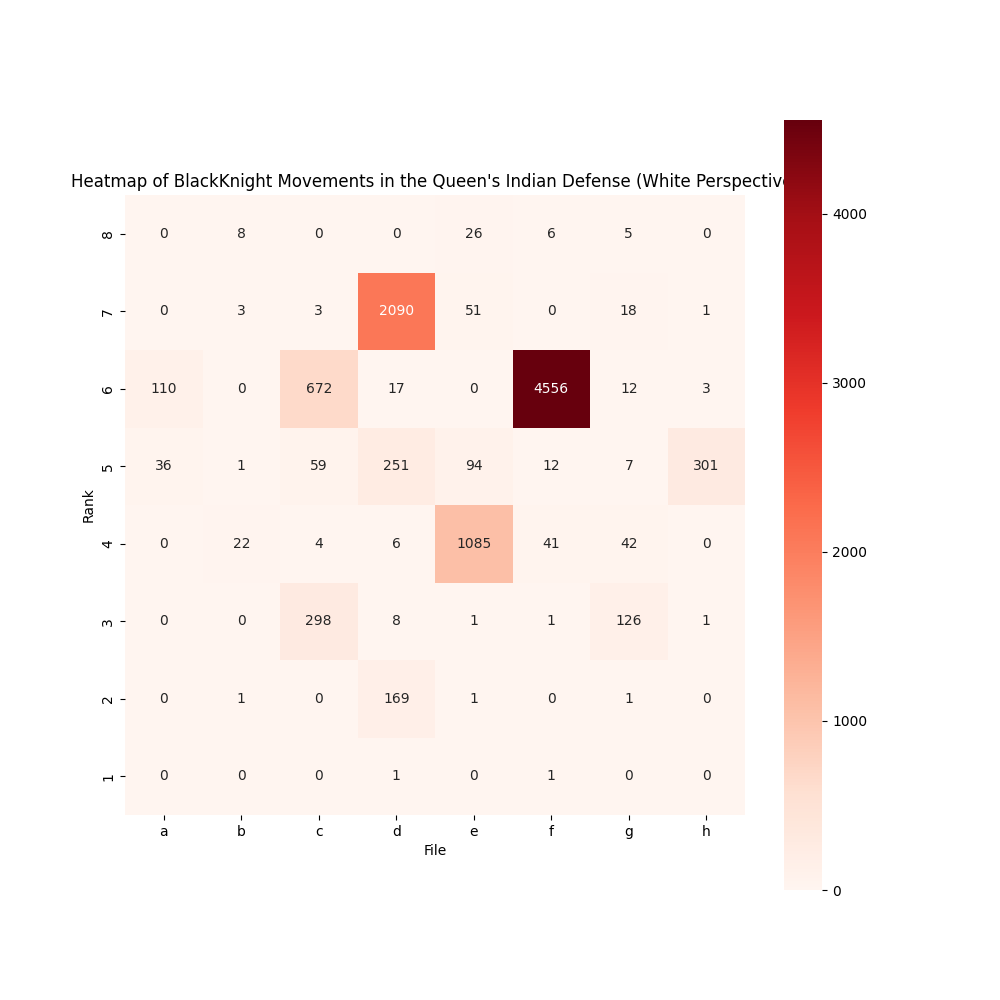 Heatmap of BlackKnight Movements in the Queen's Indian Defense (White Perspectiv
8 0 8 0 0 26 6 5 0
7 0 3 3 2090 51 0 18 1
6 110 0 672 17 0 4556 12 3
5 36 1 59 251 94 12 7 301
4 0 22 4 6 1085 41 42 0
3 0 0 298 8 1 1 126 1
2 0 1 0 169 1 0 1 0
1 0 0 0 1 0 1 0 0
a b c d e f g h
File
Rank
4000
3000
2000
1000
0